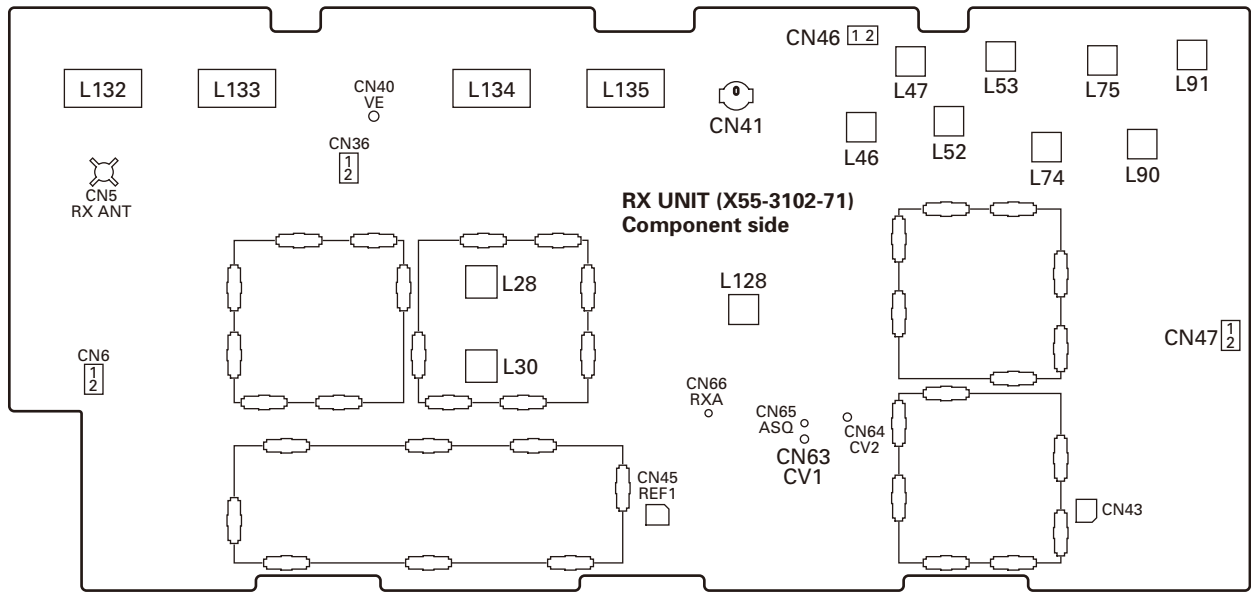 CN46 1 2
L47
L53
L75
L91
L132
L133
CN40
VE
L134
L135
0
CN41
L46
L52
L74
L90
CN36
1
2
CN5
RX ANT
RX UNIT (X55-3102-71)
Component side
L28
L128
L30
CN47 1
2
CN6
1
2
CN66
RXA
CN65
ASQ
CN64
CV2
CN63
CV1
CN45
REF1
CN43